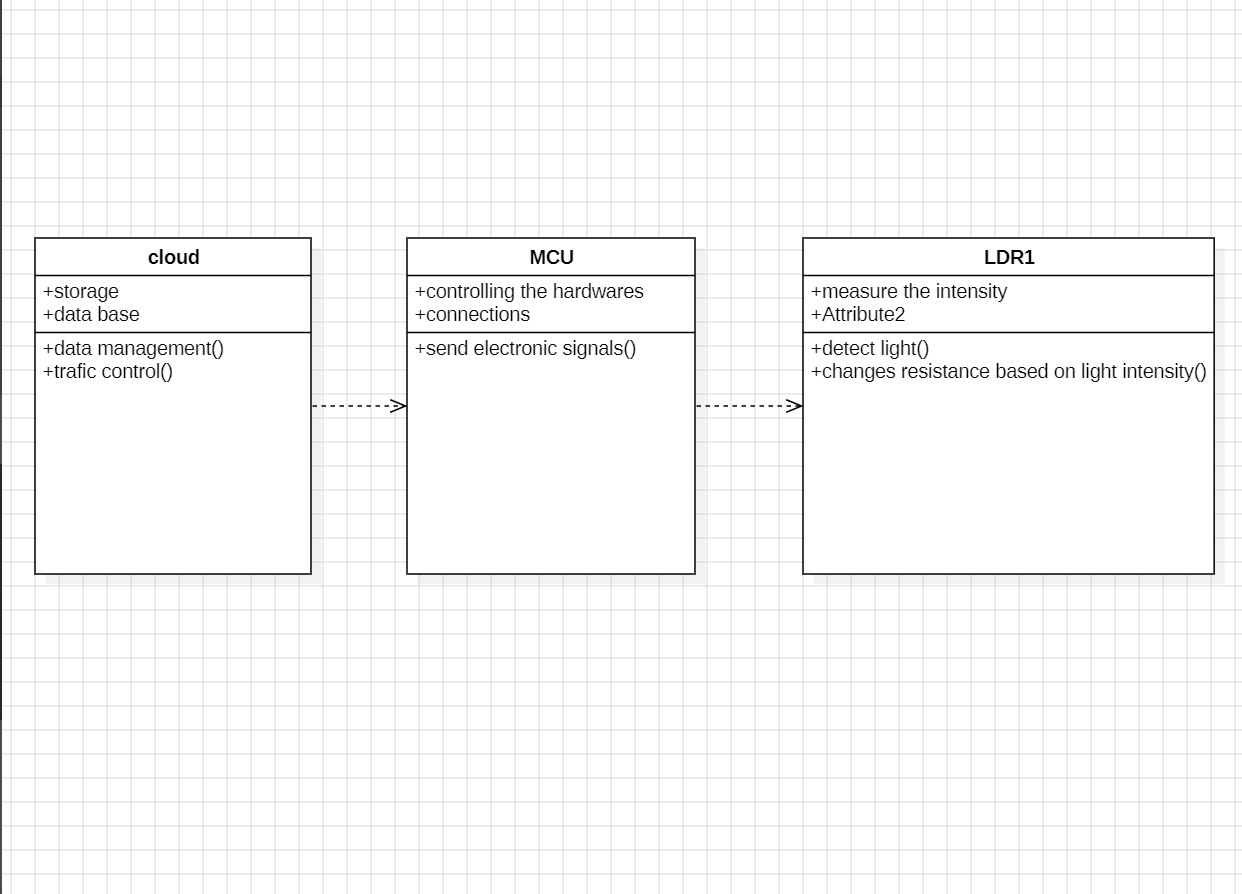 cloud
+storage
+data base
+data management()
+trafic control()
MCU
+controlling the hardwares
+connections
+send electronic signals()
LDR1
+measure the intensity
+Attribute2
+detect light()
+changes resistance based on light intensity()